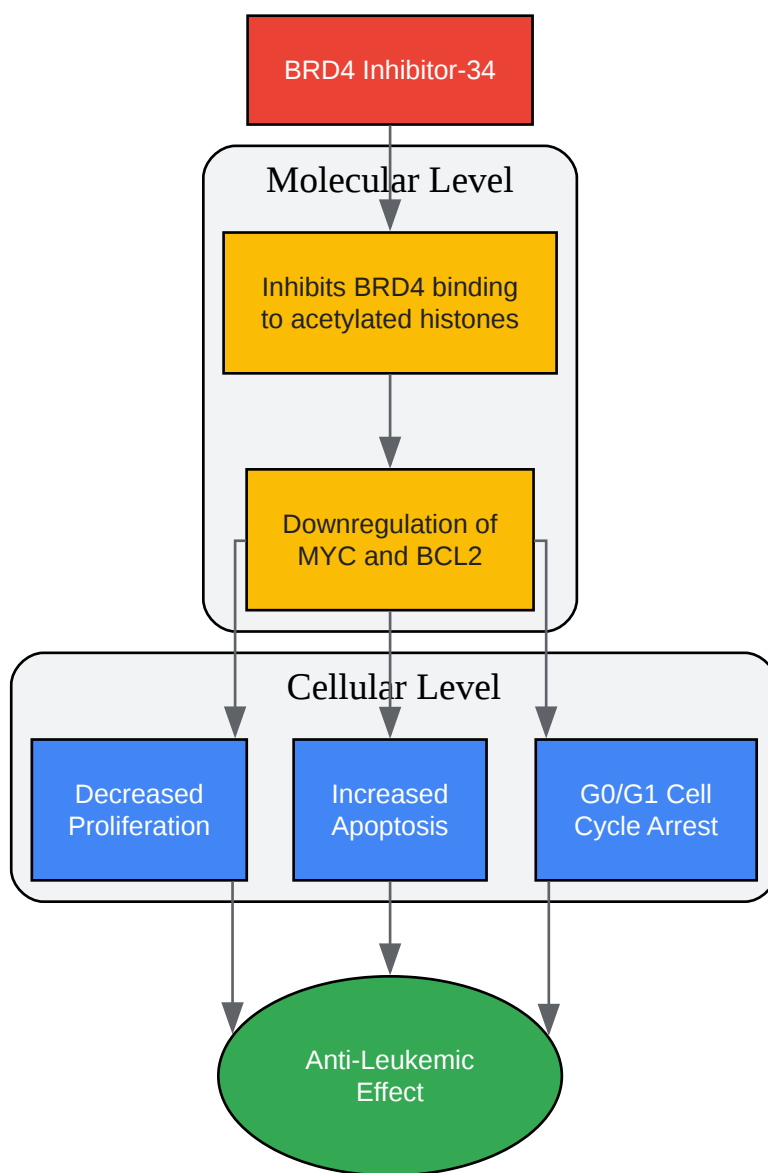 BRD4 Inhibitor-34
Molecular Level
Inhibits BRD4 binding
to acetylated histones
Downregulation of
MYC and BCL2
Cellular Level
Decreased
Proliferation
Increased
Apoptosis
G0/G1 Cell
Cycle Arrest
Anti-Leukemic
Effect